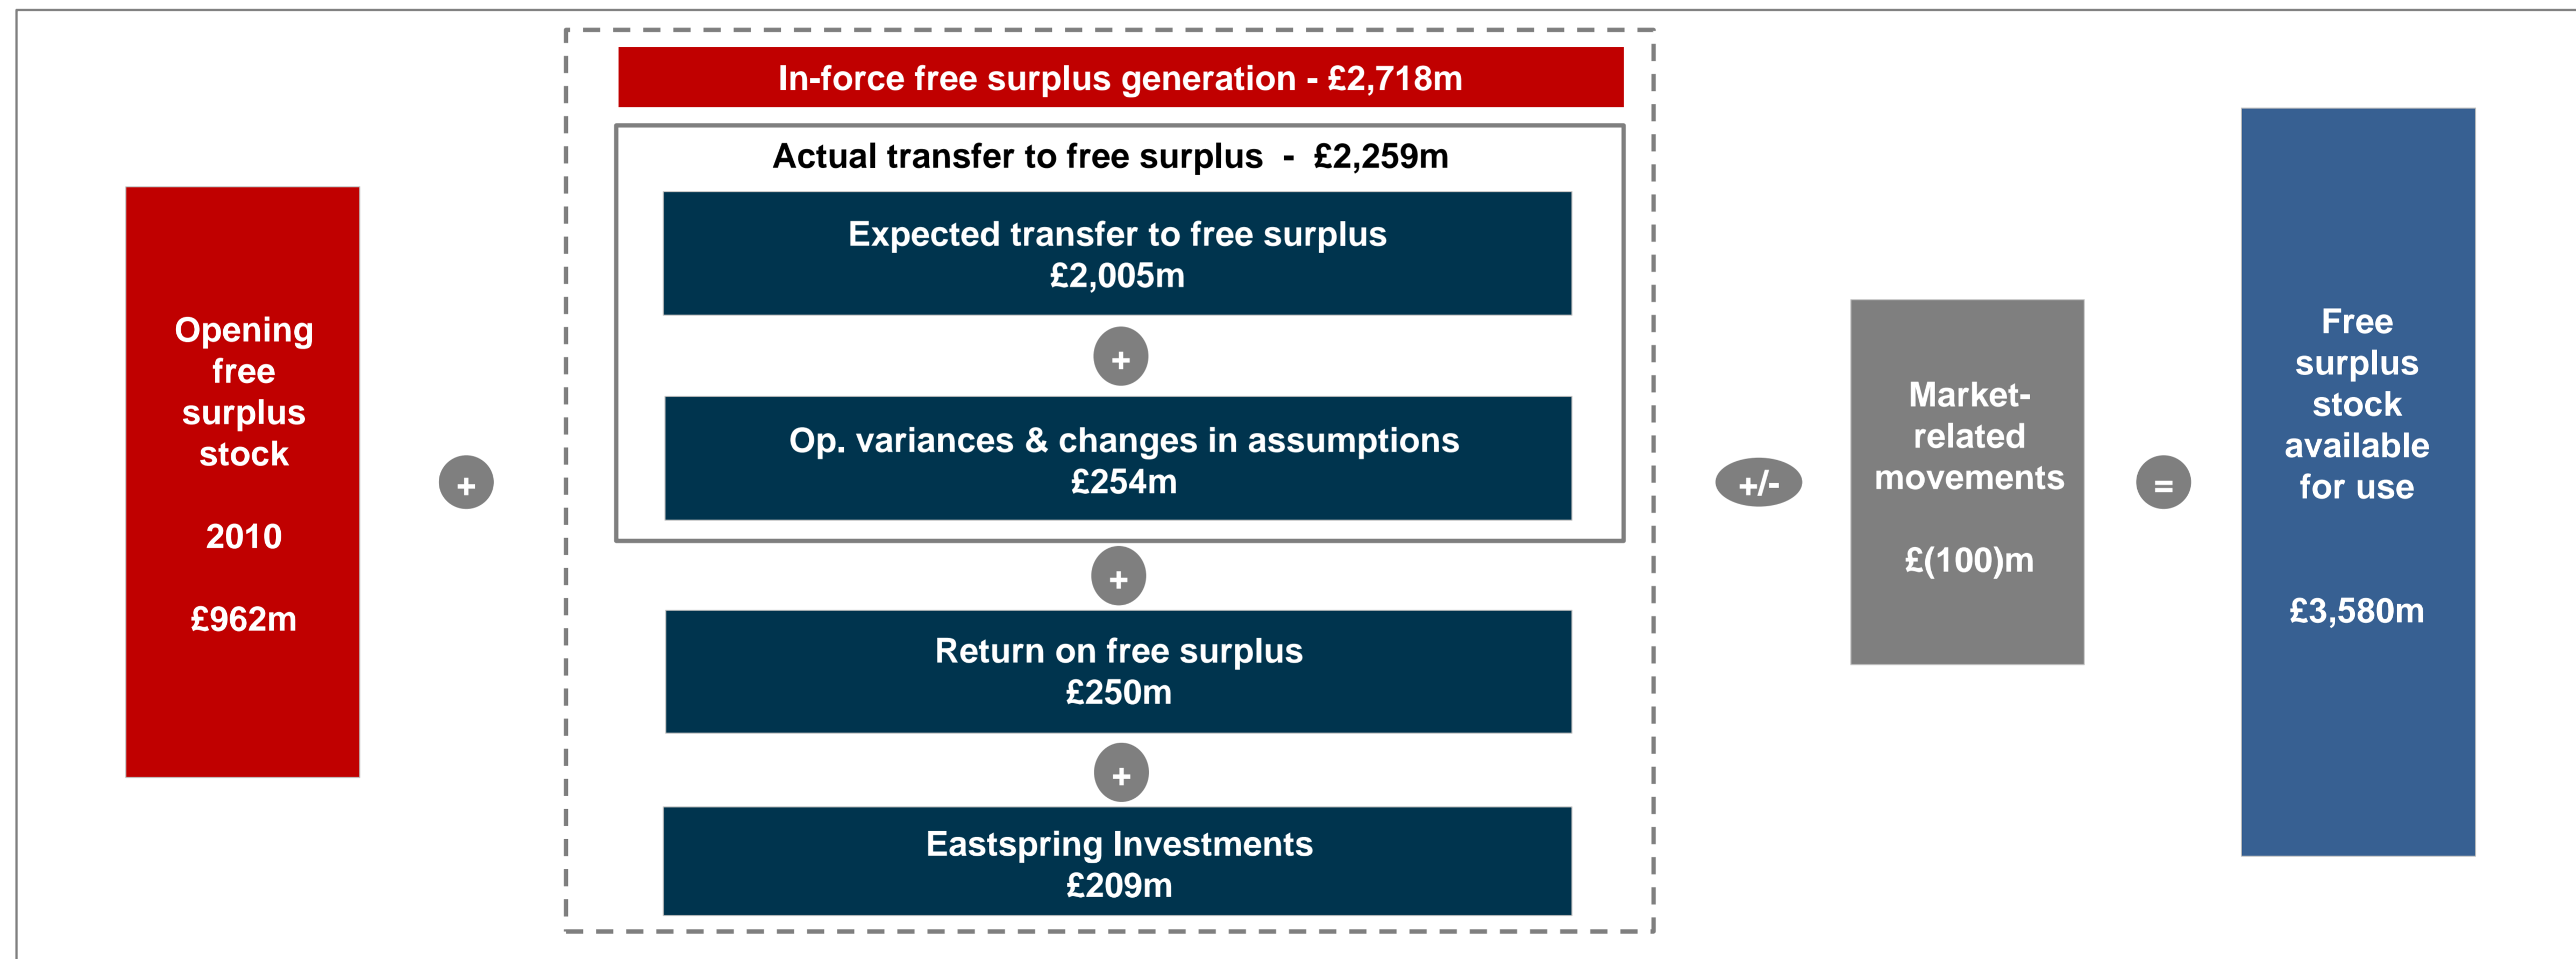 Opening
free
surplus
stock
2010
£962m
+
In-force free surplus generation - £2,718m
Actual transfer to free surplus - £2,259m
Expected transfer to free surplus
£2,005m
+
Op. variances & changes in assumptions
£254m
+
Return on free surplus
£250m
+
Eastspring Investments
£209m
+/-
Market-
related
movements
£(100)m
=
Free
surplus
stock
available
for use
£3,580m